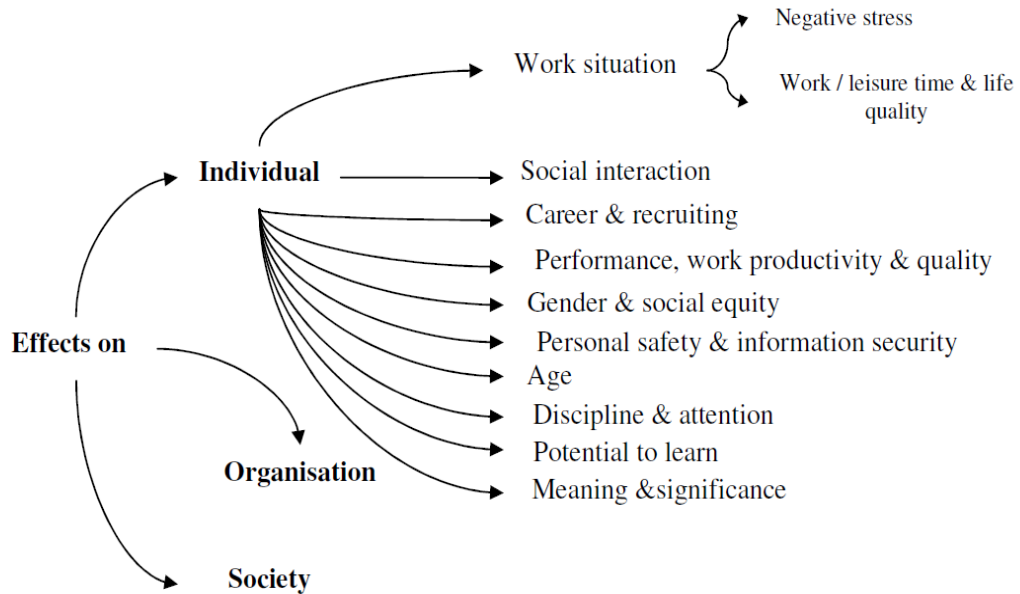 Negative stress
Work situation
Work / leisure time & life
quality
Individual
Social interaction
Career & recruiting
Performance, work productivity & quality
Gender & social equity
Effects on
Personal safety & information security
Age
Discipline & attention
Potential to learn
Organisation
Meaning &significance
Society